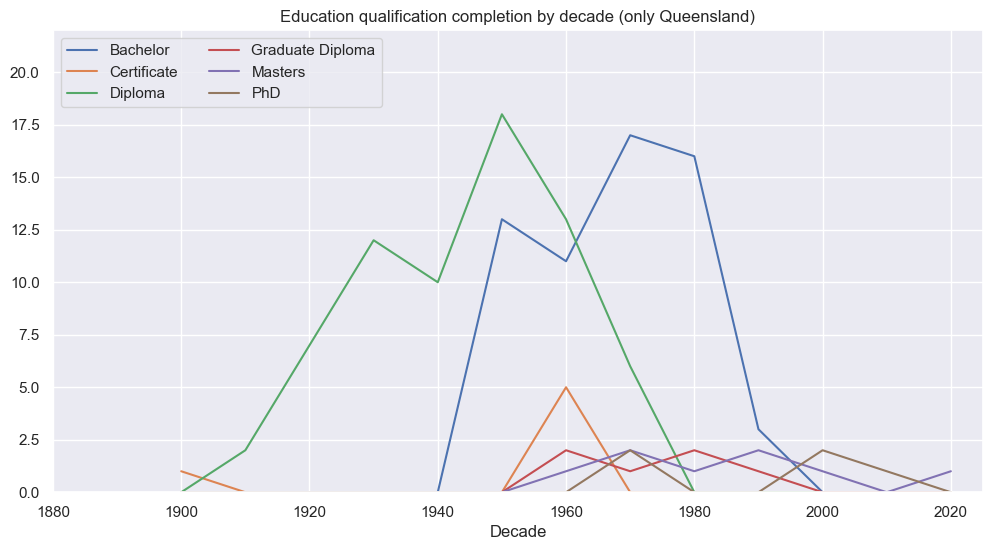 Education qualification completion by decade (only Queensland)
Bachelor
Certificate
Diploma
Graduate Diploma
Masters
PhD
20.0
17.5
15.0
12.5
10.0
7.5
5.0
2.5
0.0
1880 1900 1920 1940 1960 1980 2000 2020
Decade